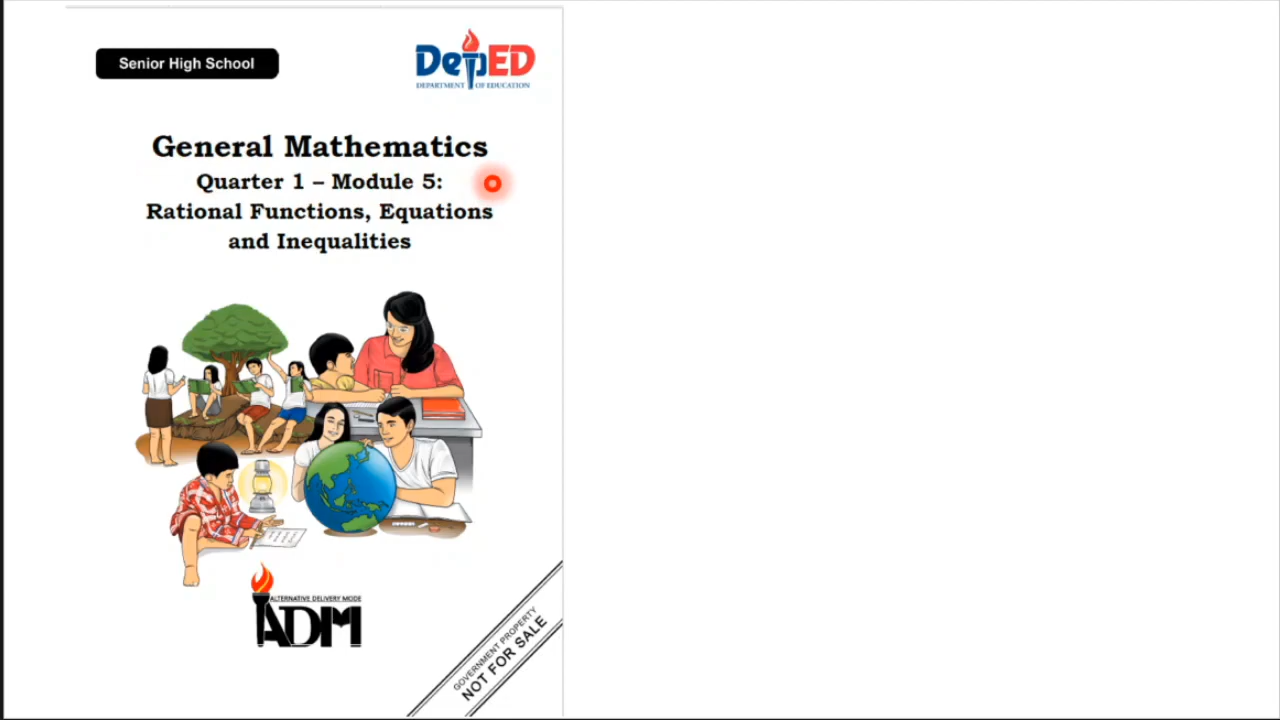 Senior High School
DepED
DEPARTMENT OF EDUCATION
General Mathematics
Quarter 1 – Module 5:
Rational Functions, Equations
and Inequalities
ALTERNATIVE DELIVERY MODE
ADM
GOVERNMENT PROPERTY
NOT FOR SALE